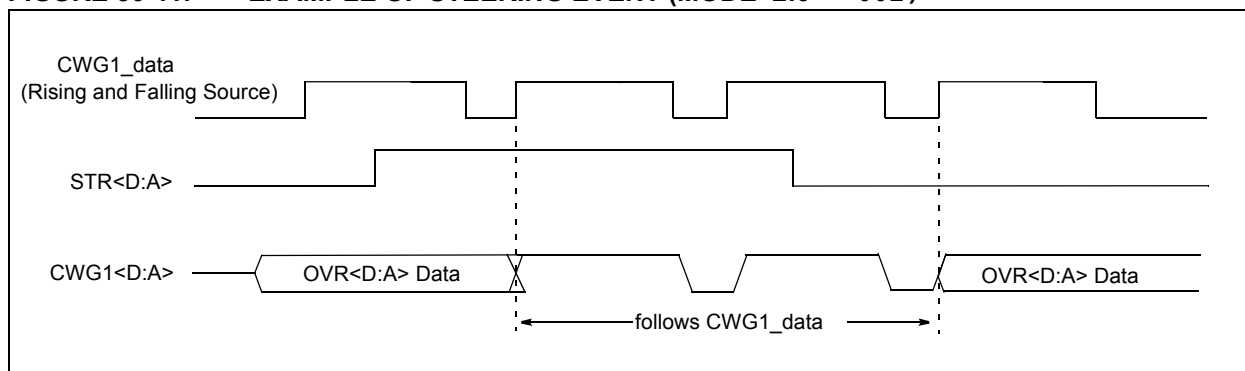 CWG1_data
(Rising and Falling Source)
STR<D:A>
CWG1<D:A>
OVR<D:A> Data
OVR<D:A> Data
follows CWG1_data